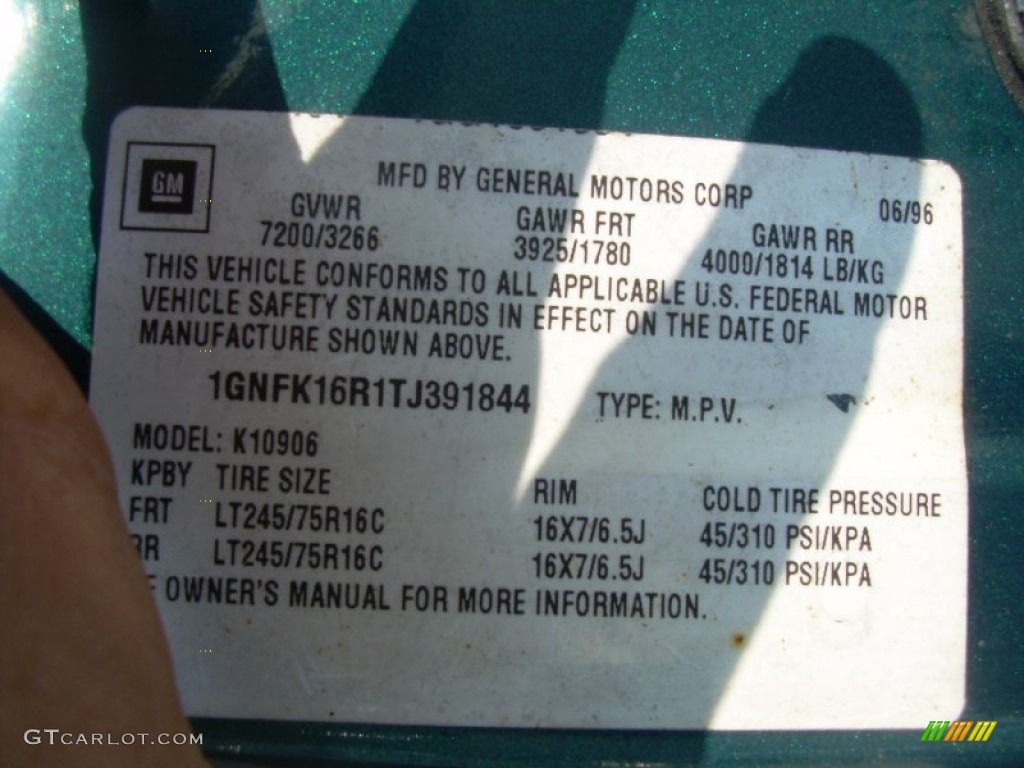 GM
MFD BY GENERAL MOTORS CORP
06/96
GVWR GAWR FRT GAWR RR
7200/3266 3925/1780 4000/1814 LB/KG
THIS VEHICLE CONFORMS TO ALL APPLICABLE U.S. FEDERAL MOTOR
VEHICLE SAFETY STANDARDS IN EFFECT ON THE DATE OF
MANUFACTURE SHOWN ABOVE.
1GNFK16R1TJ391844 TYPE: M.P.V.
MODEL: K10906
KPBY TIRE SIZE RIM COLD TIRE PRESSURE
FRT LT245/75R16C 16X7/6.5J 45/310 PSI/KPA
RR LT245/75R16C 16X7/6.5J 45/310 PSI/KPA
OWNER'S MANUAL FOR MORE INFORMATION.
GTCARLOT.COM